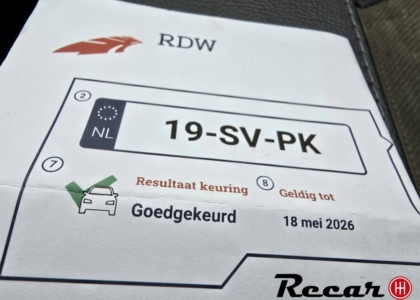 RDW
2
NL
19-SV-PK
7
Resultaat keuring
8
Geldig tot
Goedgekeurd
18 mei 2026
Recar